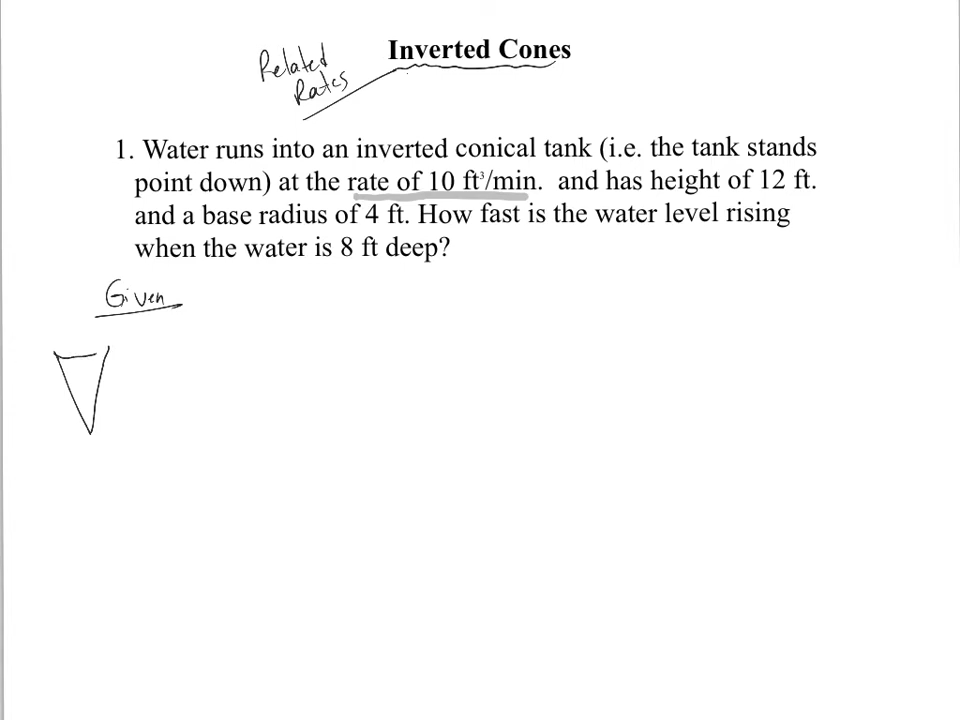 Inverted Cones
Related
Rates
1. Water runs into an inverted conical tank (i.e. the tank stands
point down) at the rate of 10 ft³/min. and has height of 12 ft.
and a base radius of 4 ft. How fast is the water level rising
when the water is 8 ft deep?
Given